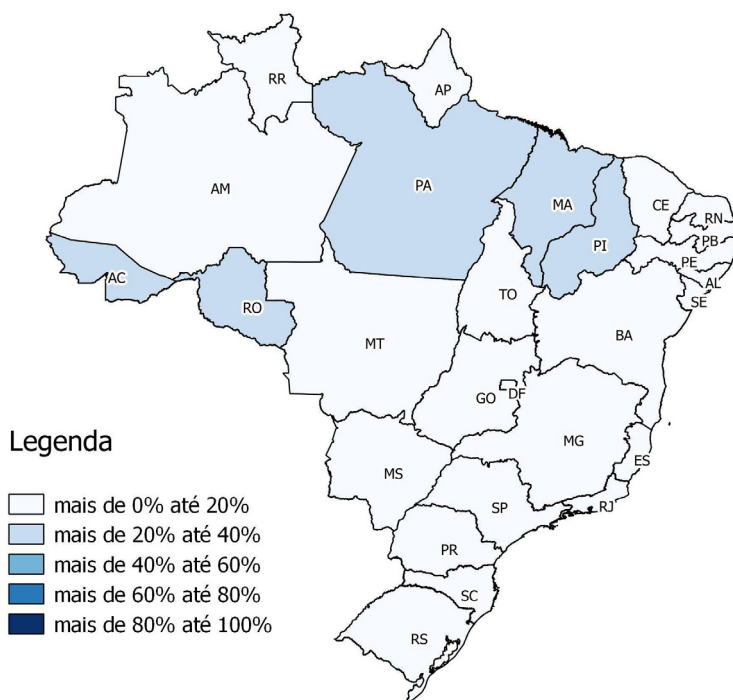 RR
AP
AM
PA
MA
CE
RN
PB
PI
PE
AL
SE
AC
RO
TO
BA
MT
GO
DF
MG
ES
MS
SP
RJ
PR
SC
RS
Legenda
mais de 0% até 20%
mais de 20% até 40%
mais de 40% até 60%
mais de 60% até 80%
mais de 80% até 100%